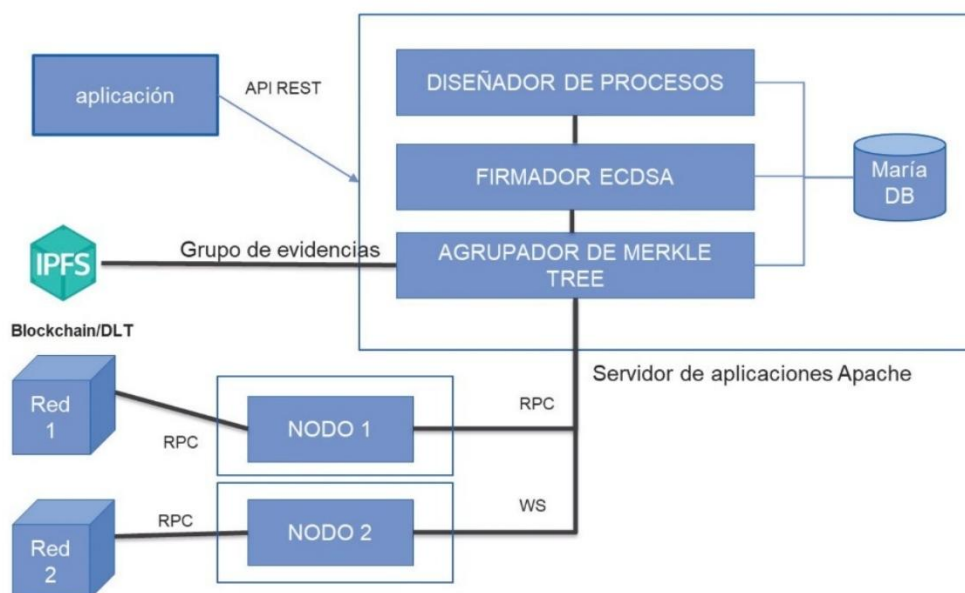 aplicación
API REST
DISEÑADOR DE PROCESOS
FIRMADOR ECDSA
María
DB
Grupo de evidencias
AGRUPADOR DE MERKLE
TREE
IPFS
Blockchain/DLT
Servidor de aplicaciones Apache
Red
1
RPC
NODO 1
RPC
Red
2
RPC
NODO 2
WS